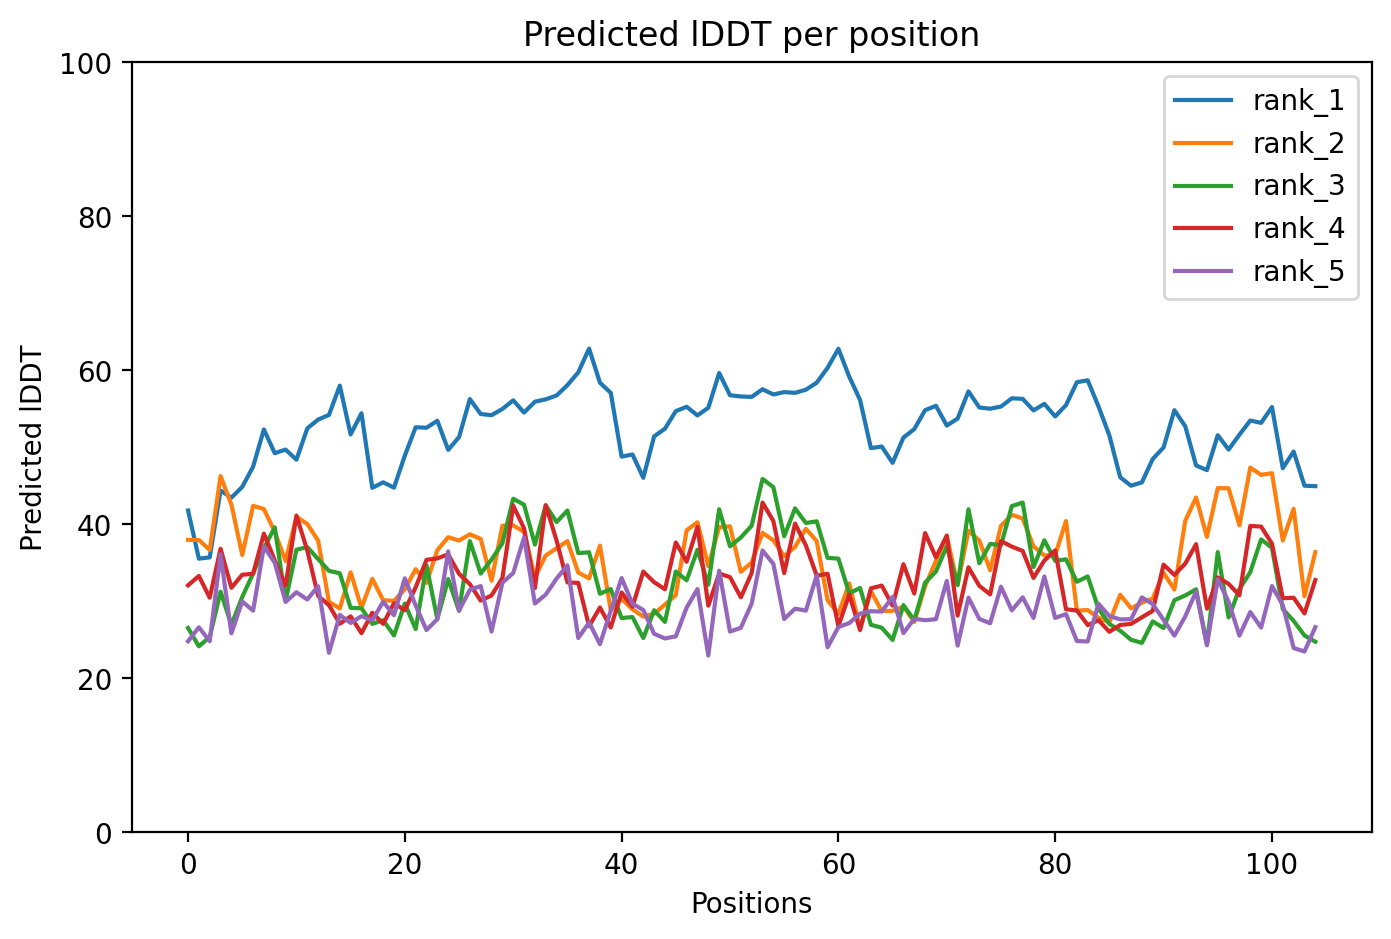 Predicted lDDT per position
100
80
60
40
20
0
Predicted lDDT
rank_1
rank_2
rank_3
rank_4
rank_5
0 20 40 60 80 100
Positions